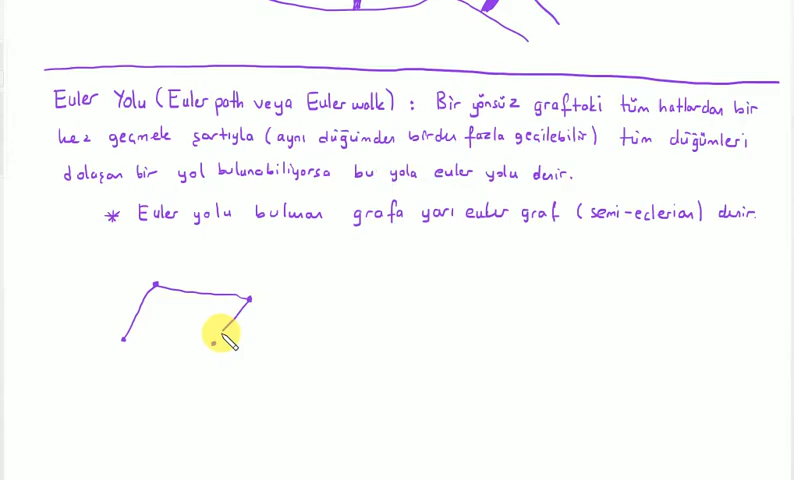 Euler Yolu (Euler path veya Euler walk) : Bir yönsüz graftaki tüm hatlardan bir
kez geçmek şartıyla (aynı düğümden birden fazla geçilebilir) tüm düğümleri
dolaşan bir yol bulunabiliyorsa bu yola euler yolu denir.
* Euler yolu bulunan grafa yarı euler graf (semi-eclerian) denir.